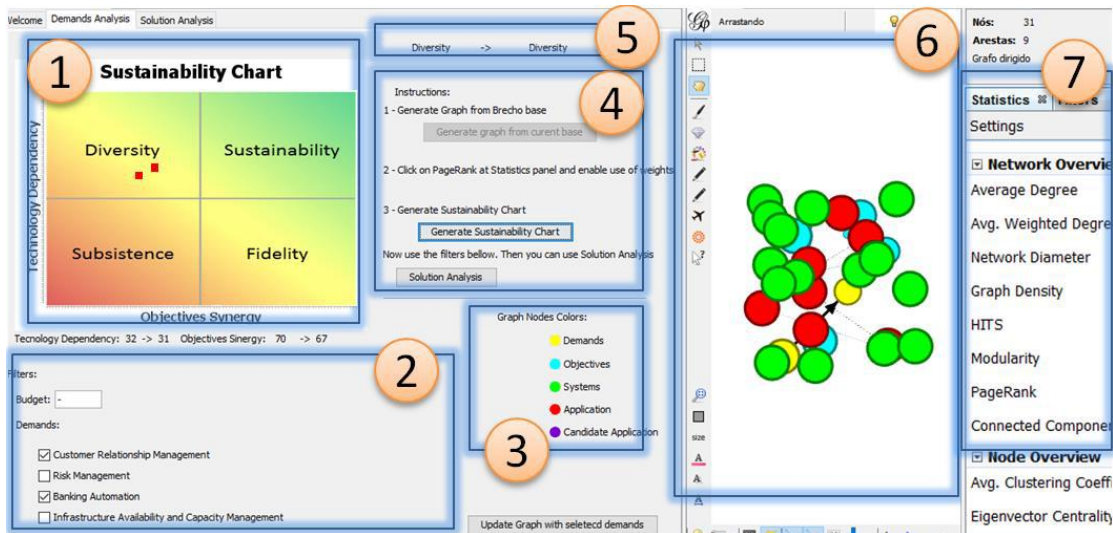 Welcome
Demands Analysis
Solution Analysis
1
Sustainability Chart
Technology Dependency
Diversity
Sustainability
Subsistence
Fidelity
Objectives Synergy
Tecnology Dependency: 32 -> 31 Objectives Sinergy: 70 -> 67
2
Filters:
Budget: -
Demands:
Customer Relationship Management
Risk Management
Banking Automation
Infrastructure Availability and Capacity Management
5
Diversity -> Diversity
4
Instructions:
1 - Generate Graph from Brecho base
Generate graph from curent base
2 - Click on PageRank at Statistics panel and enable use of weights
3 - Generate Sustainability Chart
Generate Sustainability Chart
Now use the filters below. Then you can use Solution Analysis
Solution Analysis
Graph Nodes Colors:
Demands
Objectives
Systems
Application
Candidate Application
3
Update Graph with seletecd demands
Arrastando
6
size
A
A
A
Nós: 31
Arestas: 9
Grafo dirigido
7
Statistics
Settings
Network Overvie
Average Degree
Avg. Weighted Degre
Network Diameter
Graph Density
HITS
Modularity
PageRank
Connected Compone
Node Overview
Avg. Clustering Coeffi
Eigenvector Centrality